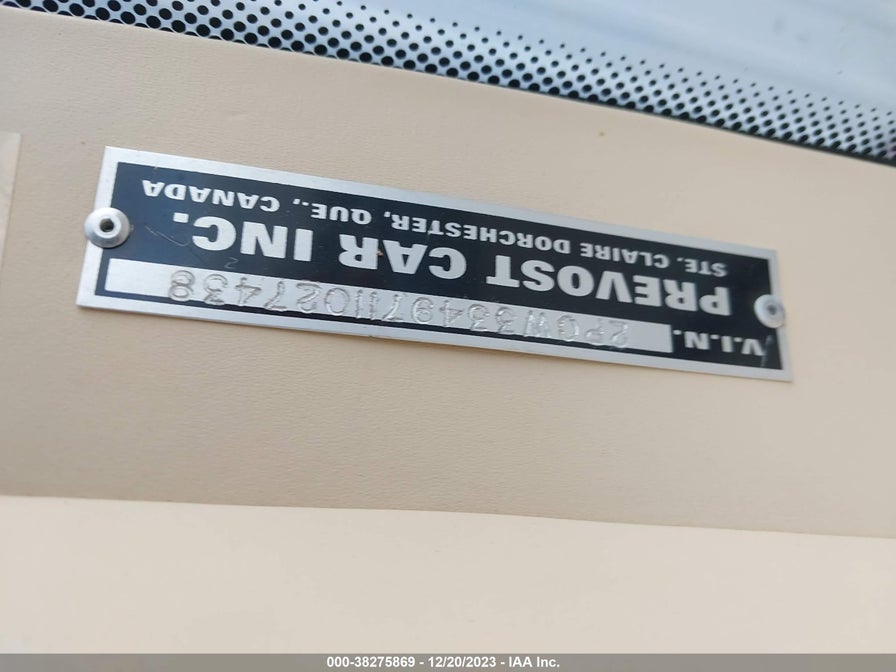 V.I.N. 2PCW3349711027438
PREVOST CAR INC.
STE. CLAIRE DORCHESTER, QUE., CANADA
000-38275869 - 12/20/2023 - IAA Inc.